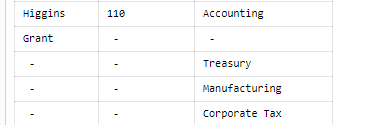 Higgins 110 Accounting
Grant - -
- - Treasury
- - Manufacturing
- - Corporate Tax